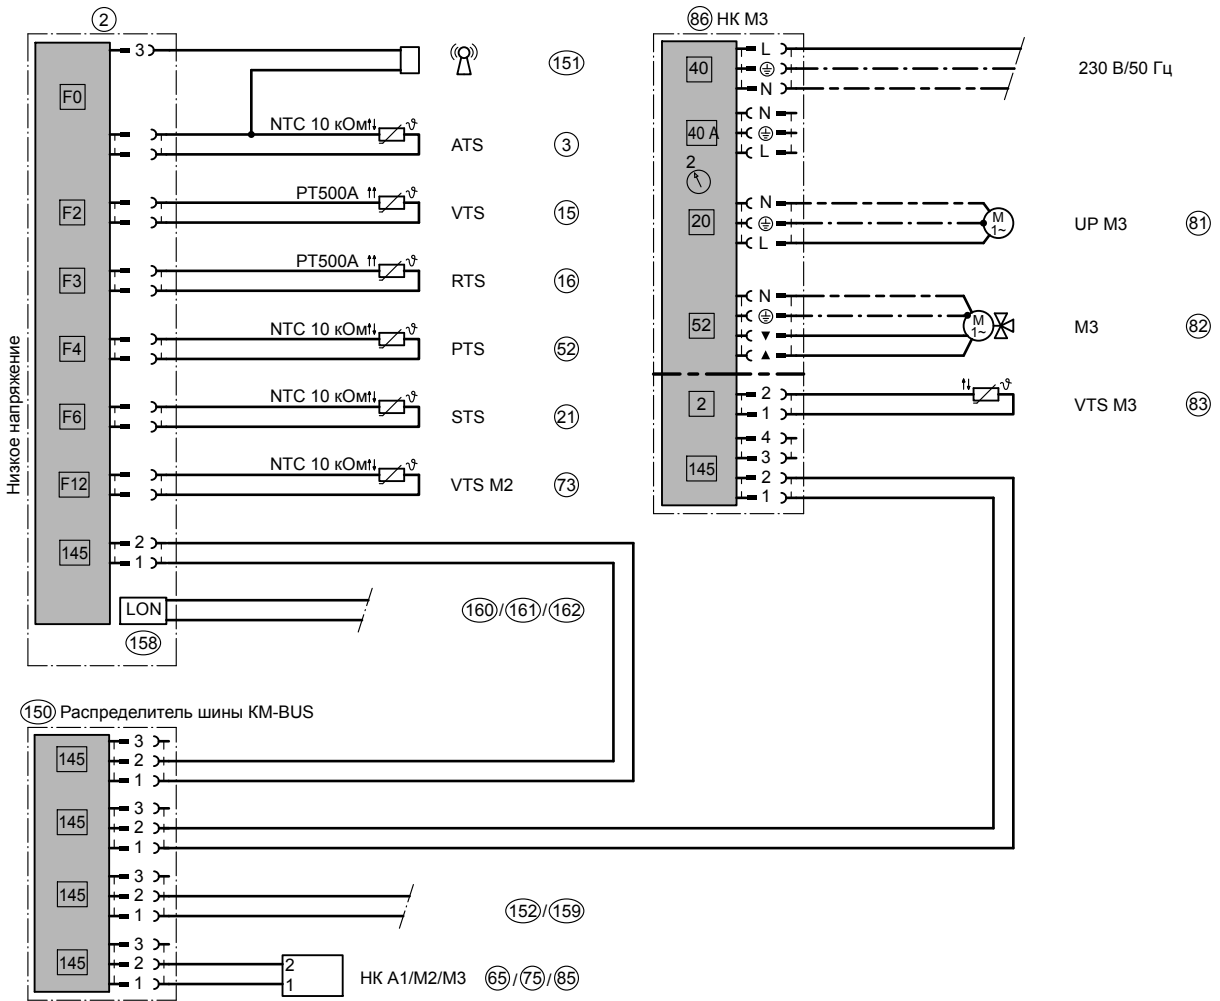 2
3
F0
151
NTC 10 кОм
ϑ
ATS
3
F2
PT500A
ϑ
VTS
15
F3
PT500A
ϑ
RTS
16
F4
NTC 10 кОм
ϑ
PTS
52
F6
NTC 10 кОм
ϑ
STS
21
F12
NTC 10 кОм
ϑ
VTS M2
73
145
2
1
LON
158
160/161/162
Низкое напряжение
86 НК М3
40
L
N
230 В/50 Гц
40 A
N
L
2
20
N
L
M
1~
UP M3
81
52
N
▼
▲
M
1~
M3
82
2
2
1
ϑ
VTS M3
83
145
4
3
2
1
150 Распределитель шины KM-BUS
145
3
2
1
145
3
2
1
145
3
2
1
152/159
145
3
2
1
2
1
НК A1/M2/M3
65/75/85